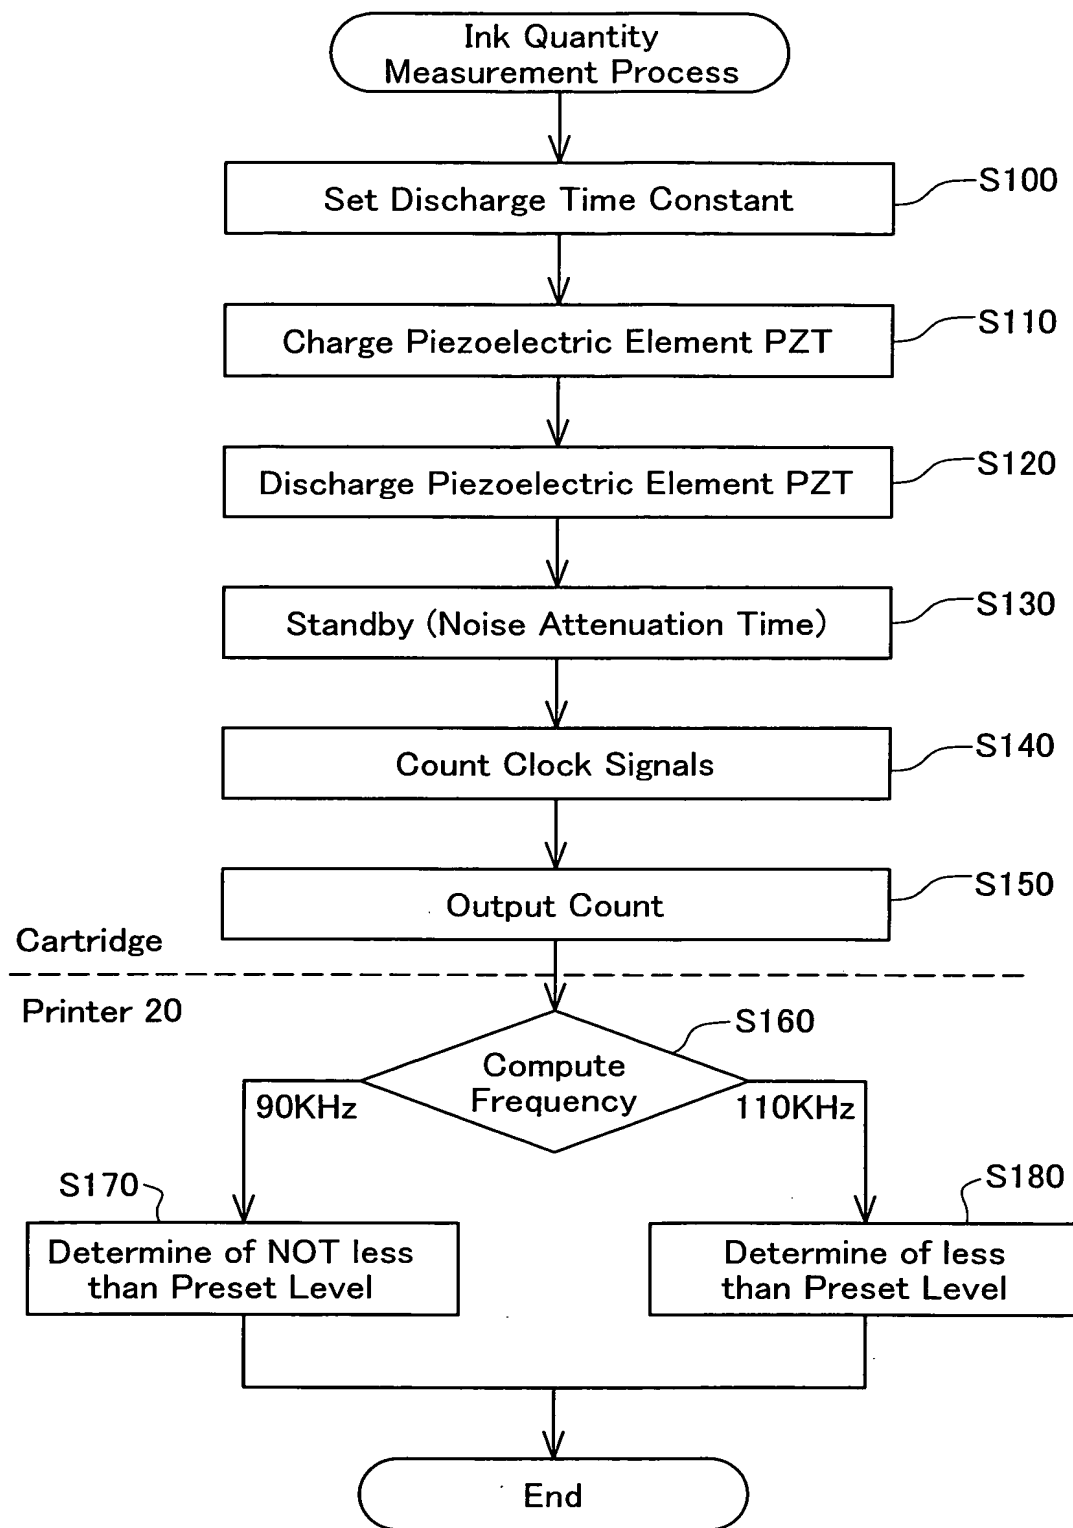 Ink Quantity
Measurement Process
Set Discharge Time Constant
S100
Charge Piezoelectric Element PZT
S110
Discharge Piezoelectric Element PZT
S120
Standby (Noise Attenuation Time)
S130
Count Clock Signals
S140
Output Count
S150
Cartridge
Printer 20
S160
Compute
Frequency
90KHz
110KHz
S170
S180
Determine of NOT less
than Preset Level
Determine of less
than Preset Level
End